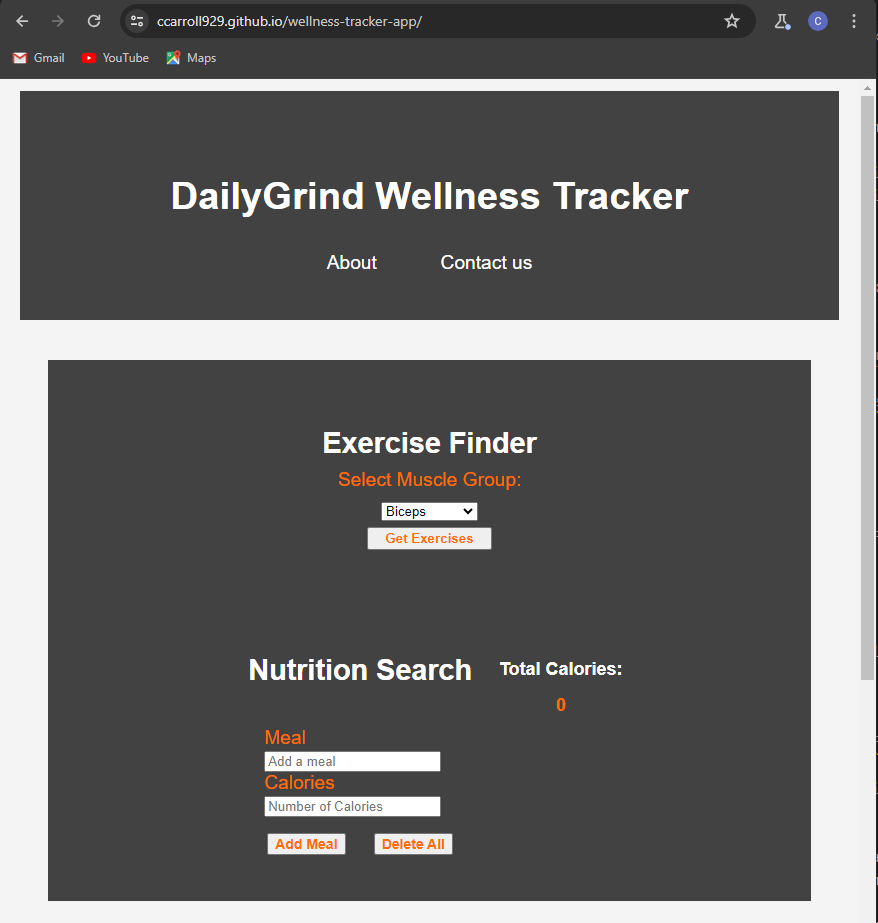 ccarroll929.github.io/wellness-tracker-app/
C
Gmail YouTube Maps
DailyGrind Wellness Tracker
About Contact us
Exercise Finder
Select Muscle Group:
Biceps
Get Exercises
Nutrition Search Total Calories:
0
Meal
Add a meal
Calories
Number of Calories
Add Meal Delete All